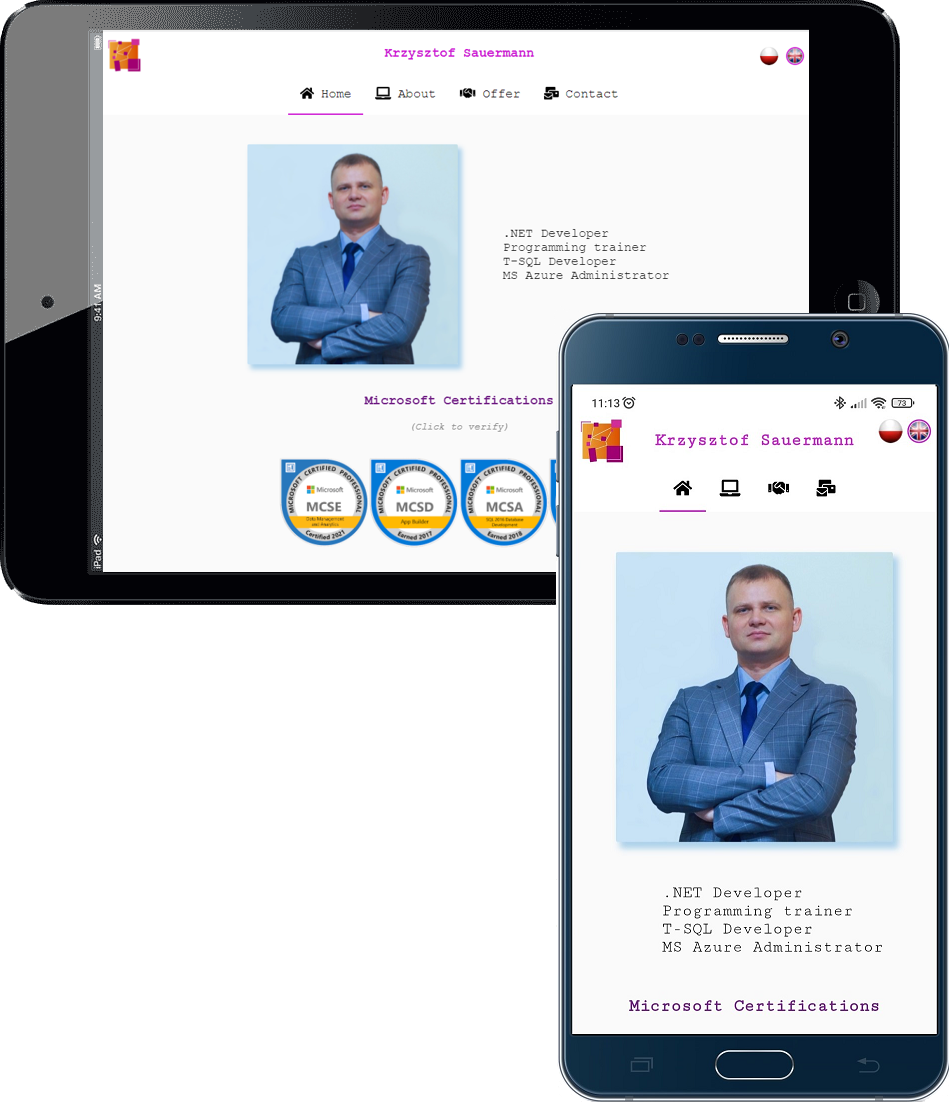 Krzysztof Sauermann
Home About Offer Contact
.NET Developer
Programming trainer
T-SQL Developer
MS Azure Administrator
Microsoft Certifications
(Click to verify)
MICROSOFT CERTIFIED PROFESSIONAL
Microsoft
MCSE
Data Management
and Analytics
Certified 2021
MICROSOFT CERTIFIED PROFESSIONAL
Microsoft
MCSD
App Builder
Earned 2017
MICROSOFT CERTIFIED PROFESSIONAL
Microsoft
MCSA
SQL 2016 Database
Development
Earned 2018
9:41 AM
iPad
11:13
73
Krzysztof Sauermann
.NET Developer
Programming trainer
T-SQL Developer
MS Azure Administrator
Microsoft Certifications